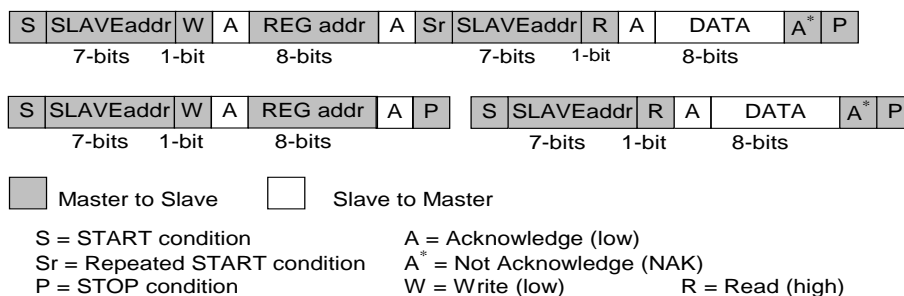 S SLAVEaddr W A REG addr A Sr SLAVEaddr R A DATA A* P
7-bits 1-bit 8-bits 7-bits 1-bit 8-bits
S SLAVEaddr W A REG addr A P S SLAVEaddr R A DATA A* P
7-bits 1-bit 8-bits 7-bits 1-bit 8-bits
Master to Slave Slave to Master
S = START condition A = Acknowledge (low)
Sr = Repeated START condition A* = Not Acknowledge (NAK)
P = STOP condition W = Write (low) R = Read (high)